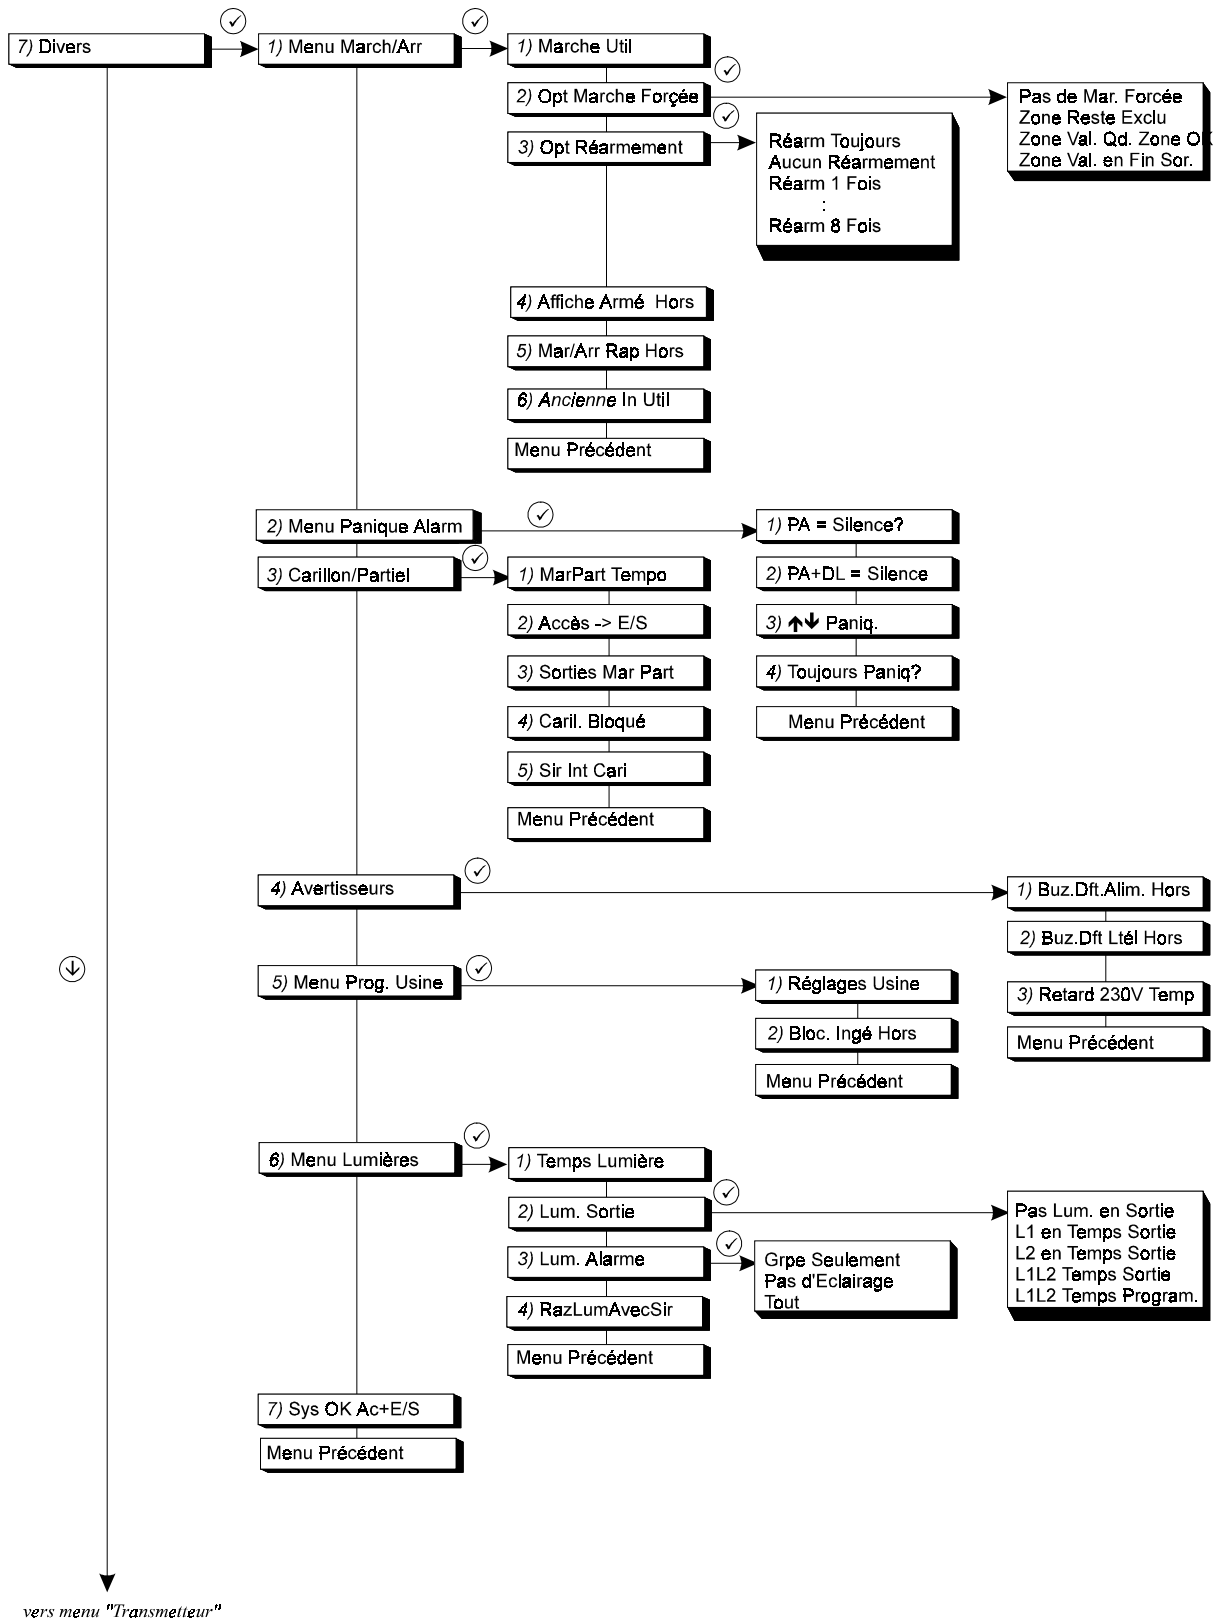 7) Divers
1) Menu March/Arr
1) Marche Util
2) Opt Marche Forçée
Pas de Mar. Forcée
Zone Reste Exclu
Zone Val. Qd. Zone OK
Zone Val. en Fin Sor.
3) Opt Réarmement
Réarm Toujours
Aucun Réarmement
Réarm 1 Fois
:
Réarm 8 Fois
4) Affiche Armé Hors
5) Mar/Arr Rap Hors
6) Ancienne In Util
Menu Précédent
2) Menu Panique Alarm
1) PA = Silence?
2) PA+DL = Silence
3) ↑↓ Paniq.
4) Toujours Paniq?
Menu Précédent
3) Carillon/Partiel
1) MarPart Tempo
2) Accès -> E/S
3) Sorties Mar Part
4) Caril. Bloqué
5) Sir Int Cari
Menu Précédent
4) Avertisseurs
1) Buz.Dft.Alim. Hors
2) Buz.Dft Ltél Hors
3) Retard 230V Temp
Menu Précédent
5) Menu Prog. Usine
1) Réglages Usine
2) Bloc. Ingé Hors
Menu Précédent
6) Menu Lumières
1) Temps Lumière
2) Lum. Sortie
Pas Lum. en Sortie
L1 en Temps Sortie
L2 en Temps Sortie
L1L2 Temps Sortie
L1L2 Temps Program.
3) Lum. Alarme
Grpe Seulement
Pas d'Eclairage
Tout
4) RazLumAvecSir
Menu Précédent
7) Sys OK Ac+E/S
Menu Précédent
vers menu "Transmetteur"